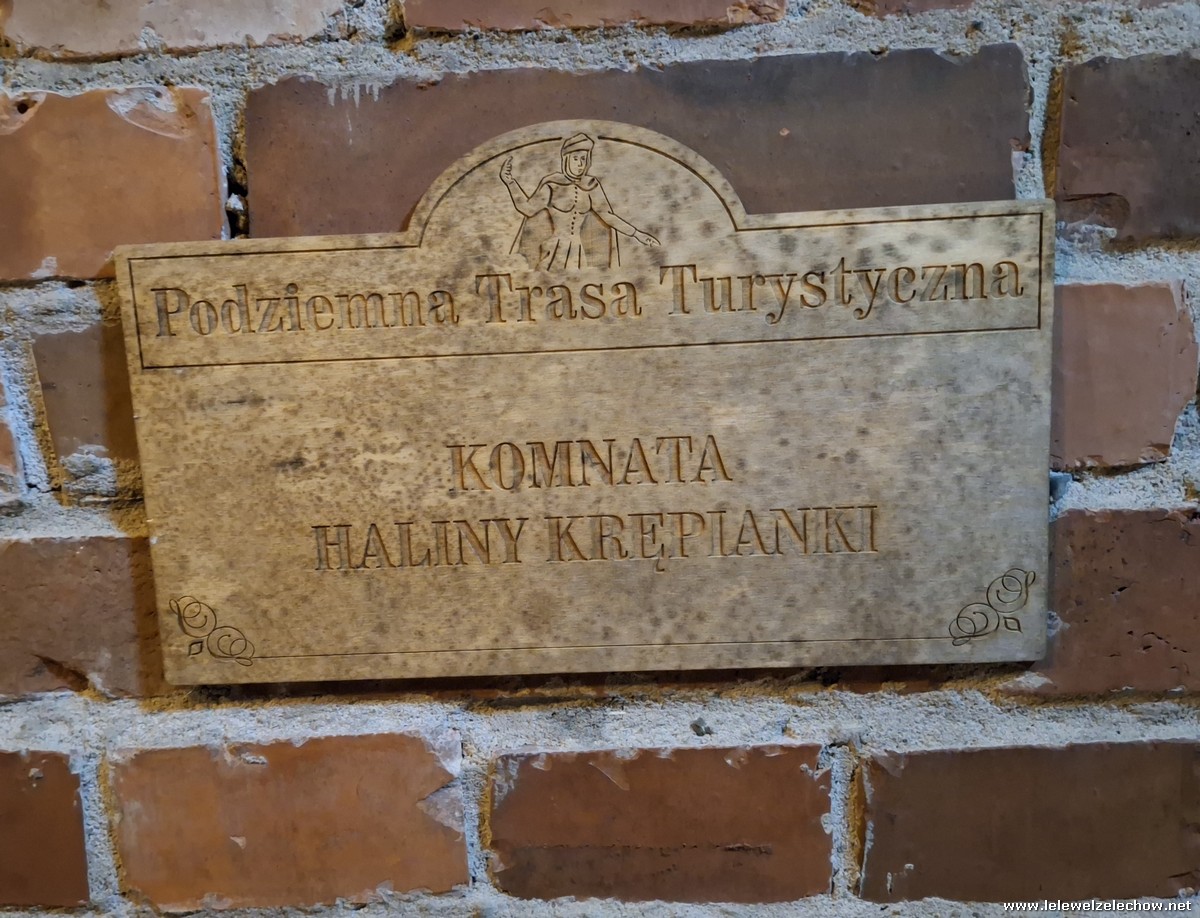 Podziemna Trasa Turystyczna
KOMNATA
HALINY KRĘPIANKI
www.lelewelzelechow.net